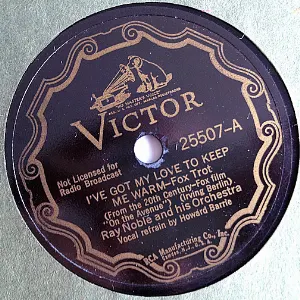 "HIS MASTER'S VOICE"
VICTOR
Not Licensed for
Radio Broadcast
25507-A
I'VE GOT MY LOVE TO KEEP
ME WARM-Fox Trot
(From the 20th Century-Fox film
"On the Avenue") (Irving Berlin)
Ray Noble and his Orchestra
Vocal refrain by Howard Barrie
RCA Manufacturing Co., Inc.
Camden, N. J., U. S. A.